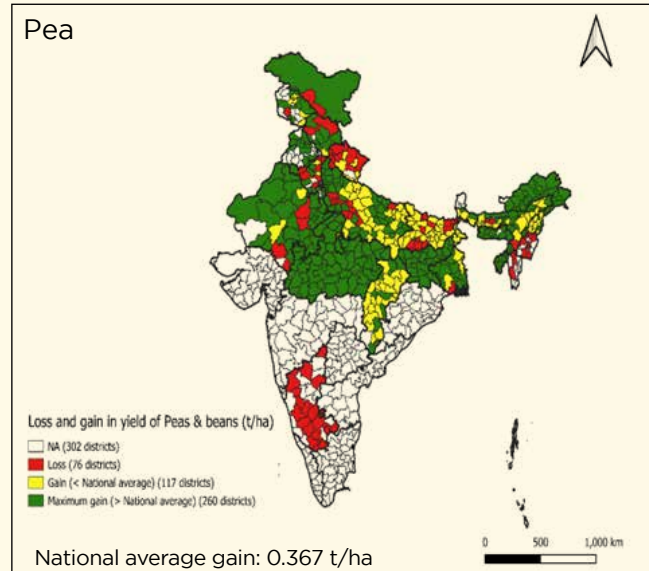 Pea
Loss and gain in yield of Peas & beans (t/ha)
NA (302 districts)
Loss (76 districts)
Gain (< National average) (117 districts)
Maximum gain (> National average) (260 districts)
0 500 1,000 km
National average gain: 0.367 t/ha